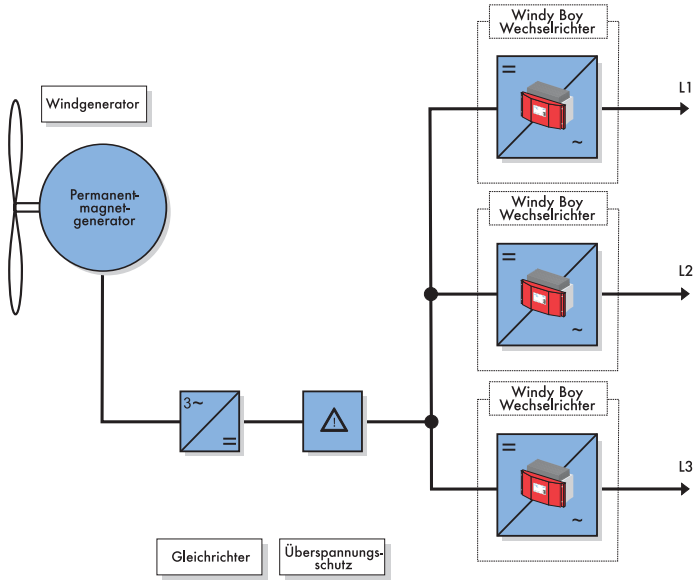 Windy Boy
Wechselrichter
=
~
L1
Windgenerator
Permanent-
magnet-
generator
Windy Boy
Wechselrichter
=
~
L2
3~
=
!
Windy Boy
Wechselrichter
=
~
L3
Gleichrichter
Überspannungs-
schutz